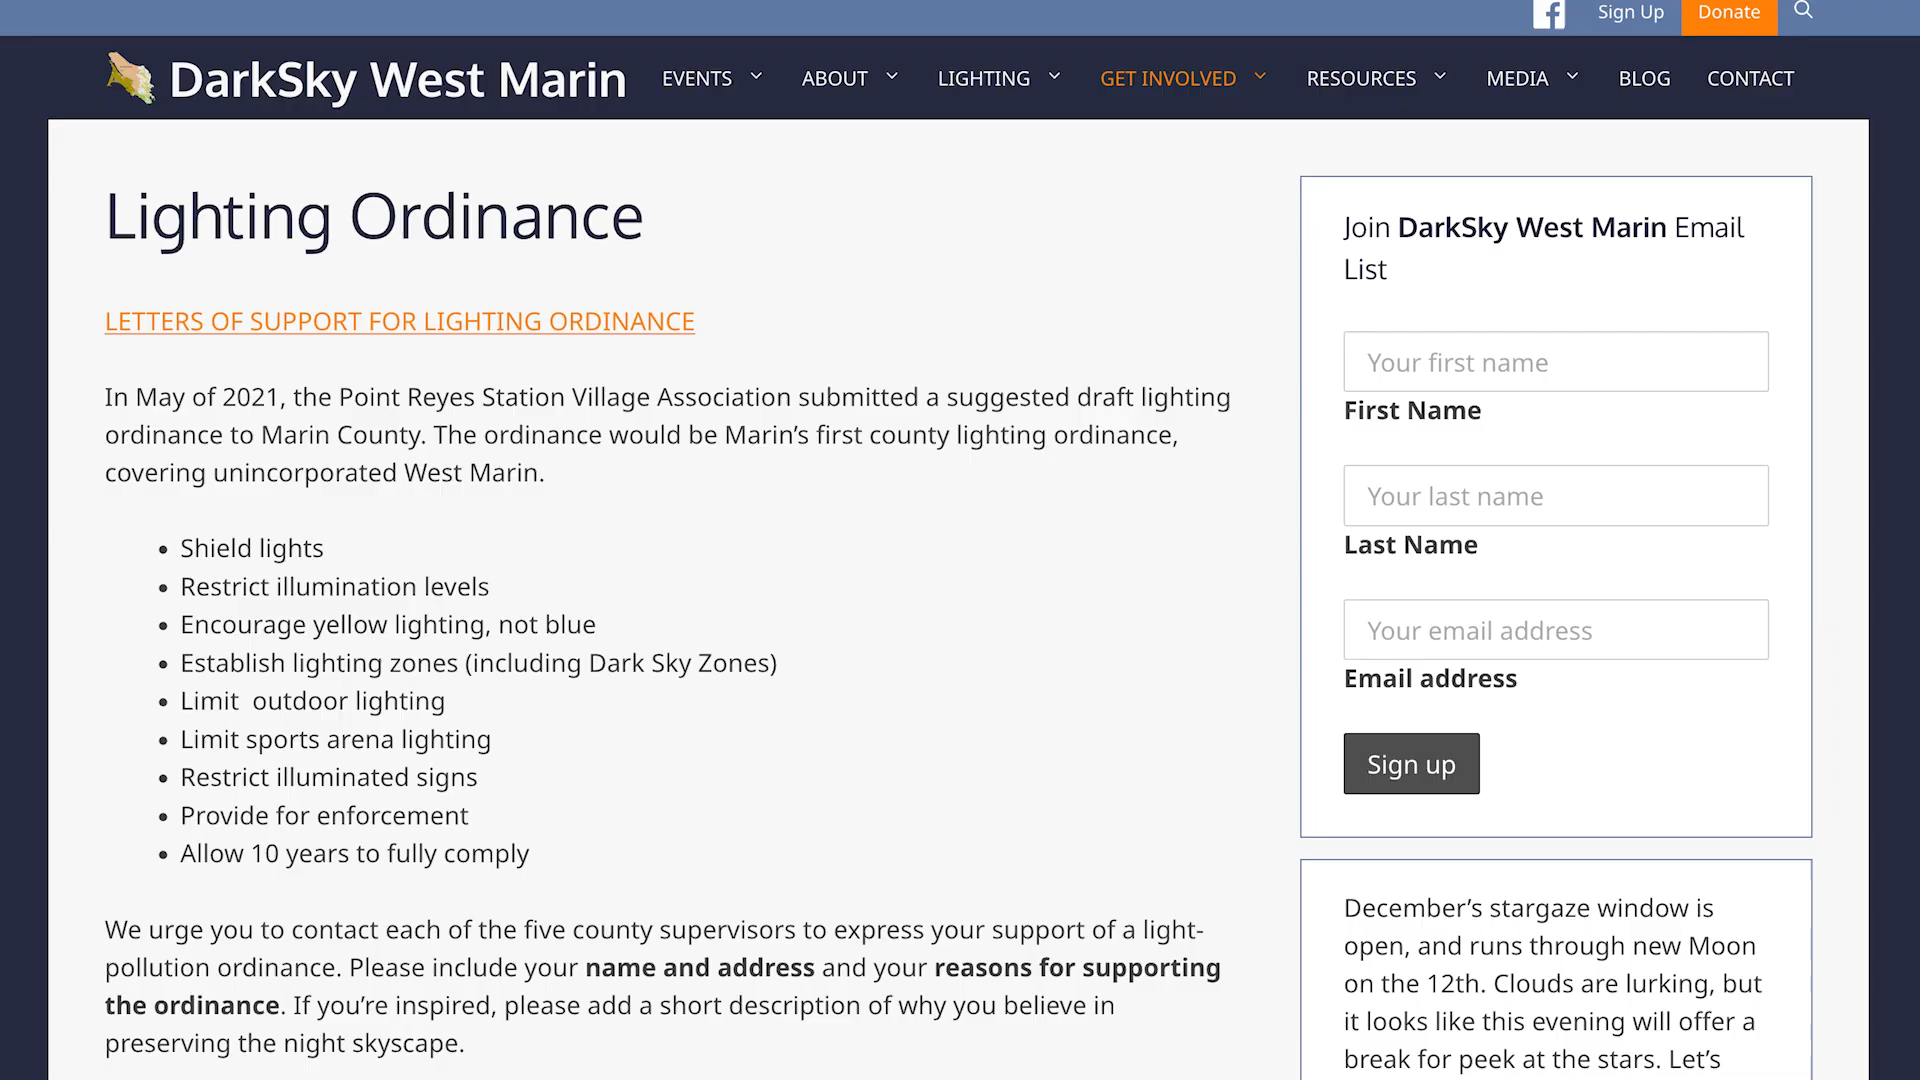 Sign Up
Donate
DarkSky West Marin
EVENTS
ABOUT
LIGHTING
GET INVOLVED
RESOURCES
MEDIA
BLOG
CONTACT
Lighting Ordinance
LETTERS OF SUPPORT FOR LIGHTING ORDINANCE
In May of 2021, the Point Reyes Station Village Association submitted a suggested draft lighting
ordinance to Marin County. The ordinance would be Marin’s first county lighting ordinance,
covering unincorporated West Marin.
• Shield lights
• Restrict illumination levels
• Encourage yellow lighting, not blue
• Establish lighting zones (including Dark Sky Zones)
• Limit  outdoor lighting
• Limit sports arena lighting
• Restrict illuminated signs
• Provide for enforcement
• Allow 10 years to fully comply
We urge you to contact each of the five county supervisors to express your support of a light-
pollution ordinance. Please include your name and address and your reasons for supporting
the ordinance. If you’re inspired, please add a short description of why you believe in
preserving the night skyscape.
Join DarkSky West Marin Email
List
Your first name
First Name
Your last name
Last Name
Your email address
Email address
Sign up
December’s stargaze window is
open, and runs through new Moon
on the 12th. Clouds are lurking, but
it looks like this evening will offer a
break for peek at the stars. Let’s